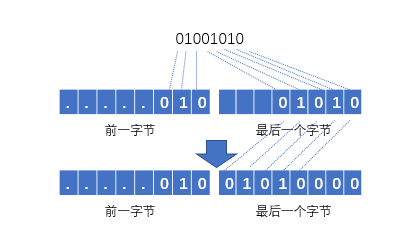 01001010
. . . . . 0 1 0 0 1 0 1 0
前一字节 最后一个字节
. . . . . 0 1 0 0 1 0 1 0 0 0 0
前一字节 最后一个字节